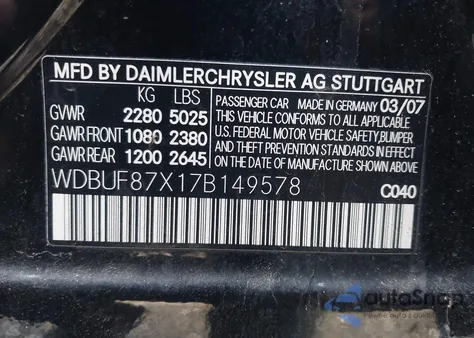 MFD BY DAIMLERCHRYSLER AG STUTTGART
KG LBS
GVWR 2280 5025
GAWR FRONT 1080 2380
GAWR REAR 1200 2645
PASSENGER CAR MADE IN GERMANY 03/07
THIS VEHICLE CONFORMS TO ALL APPLICABLE
U.S. FEDERAL MOTOR VEHICLE SAFETY,BUMPER
AND THEFT PREVENTION STANDARDS IN EFFECT
ON THE DATE OF MANUFACTURE SHOWN ABOVE
WDBUF87X17B149578
C040
autoSnap